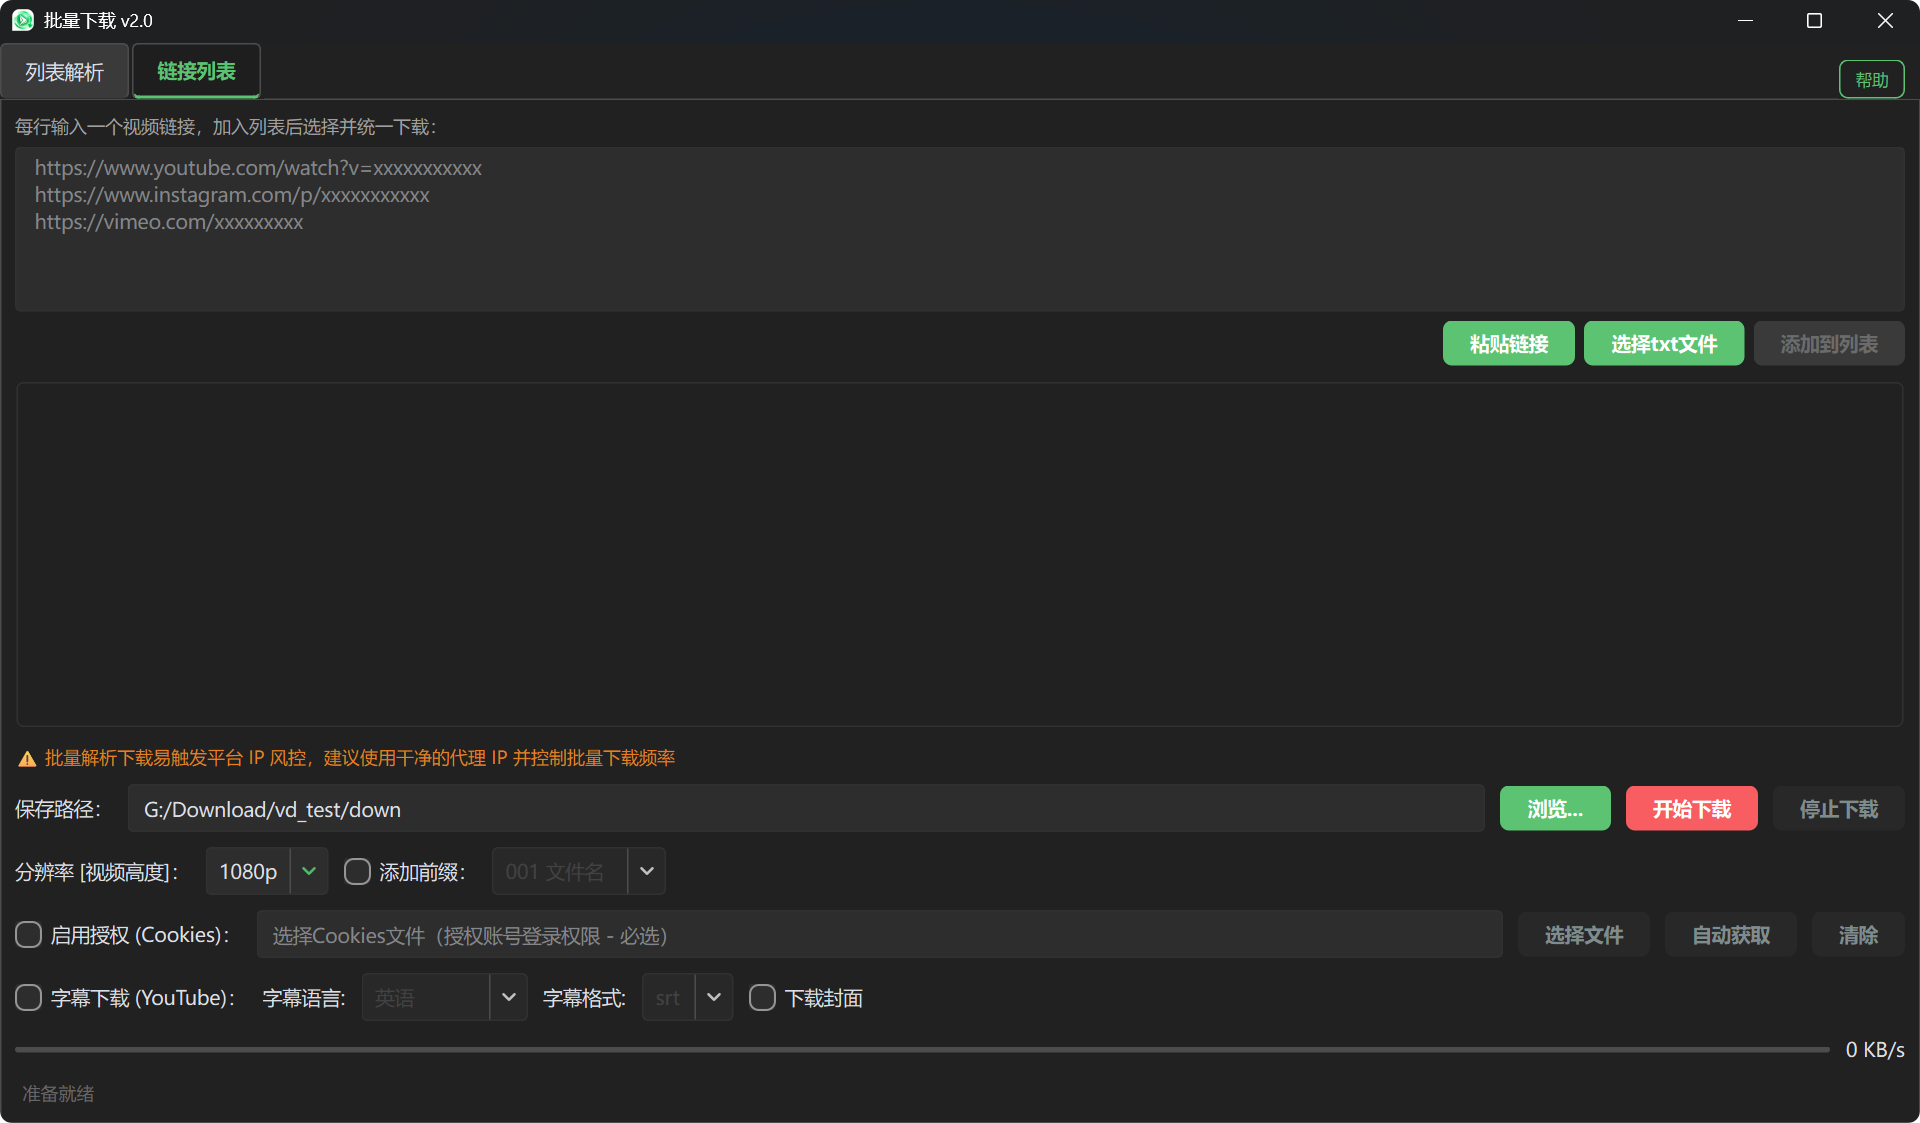 批量下载 v2.0
列表解析 链接列表
帮助
每行输入一个视频链接，加入列表后选择并统一下载：
https://www.youtube.com/watch?v=xxxxxxxxxxx
https://www.instagram.com/p/xxxxxxxxxxx
https://vimeo.com/xxxxxxxxx
粘贴链接 选择txt文件 添加到列表
批量解析下载易触发平台 IP 风控，建议使用干净的代理 IP 并控制批量下载频率
保存路径： G:/Download/vd_test/down 浏览... 开始下载 停止下载
分辨率 [视频高度]： 1080p 添加前缀： 001 文件名
启用授权 (Cookies)： 选择Cookies文件（授权账号登录权限 - 必选） 选择文件 自动获取 清除
字幕下载 (YouTube)： 字幕语言: 英语 字幕格式: srt 下载封面
0 KB/s
准备就绪